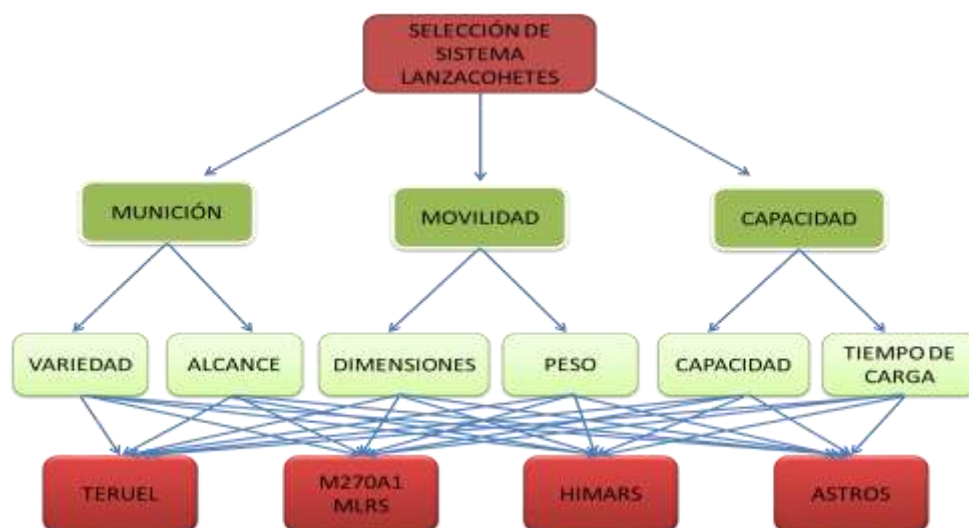 SELECCIÓN DE
SISTEMA
LANZACOHETES
MUNICIÓN
MOVILIDAD
CAPACIDAD
VARIEDAD
ALCANCE
DIMENSIONES
PESO
CAPACIDAD
TIEMPO DE
CARGA
TERUEL
M270A1
MLRS
HIMARS
ASTROS